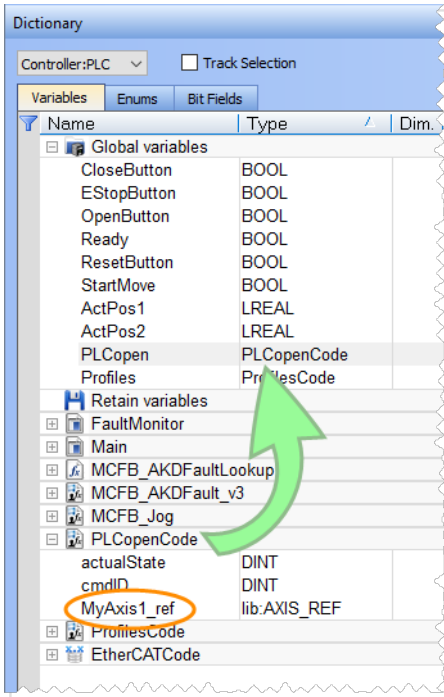 Dictionary
Controller:PLC Track Selection
Variables Enums Bit Fields
Name Type Dim.
Global variables
CloseButton BOOL
EStopButton BOOL
OpenButton BOOL
Ready BOOL
ResetButton BOOL
StartMove BOOL
ActPos1 LREAL
ActPos2 LREAL
PLCopen PLCopenCode
Profiles ProfilesCode
Retain variables
FaultMonitor
Main
MCFB_AKDFaultLookup
MCFB_AKDFault_v3
MCFB_Jog
PLCopenCode
actualState DINT
cmdID DINT
MyAxis1_ref lib:AXIS_REF
ProfilesCode
EtherCATCode